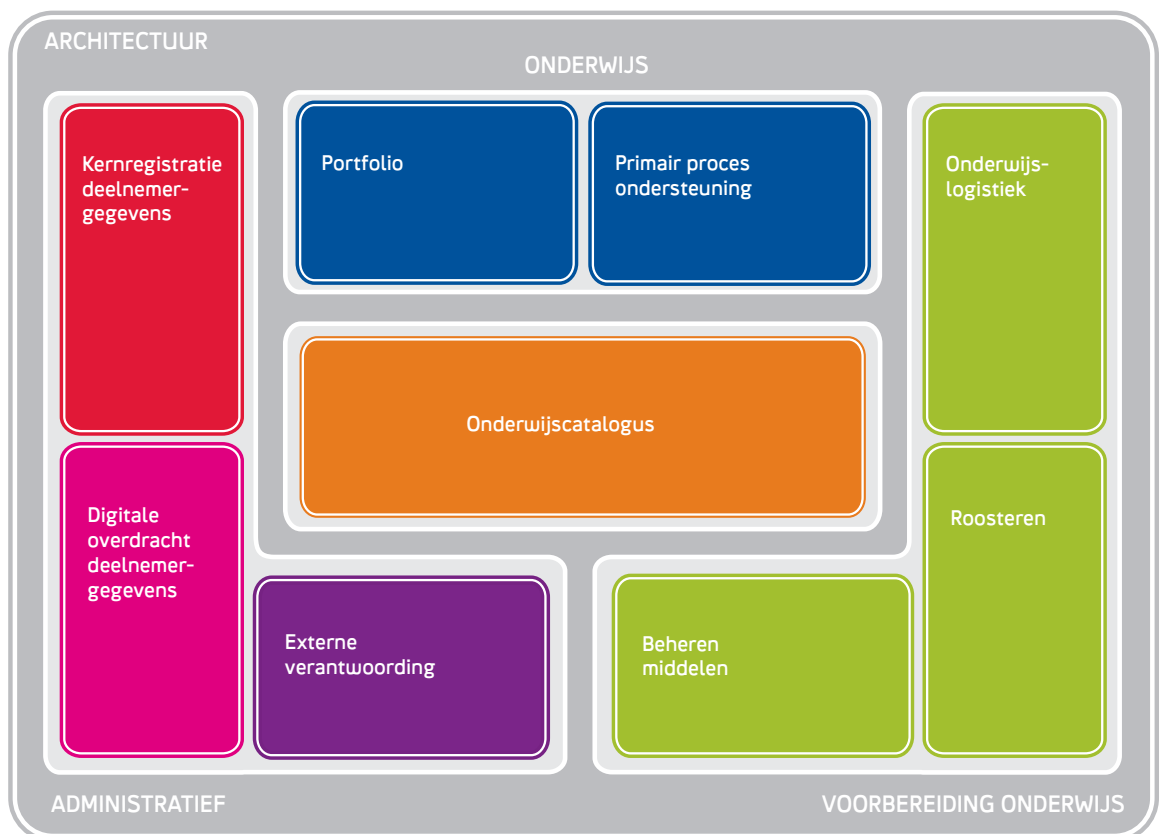 ARCHITECTUUR
ONDERWIJS
Kernregistratie
deelnemer-
gegevens
Portfolio
Primair proces
ondersteuning
Onderwijs-
logistiek
Onderwijscatalogus
Digitale
overdracht
deelnemer-
gegevens
Roosteren
Externe
verantwoording
Beheren
middelen
ADMINISTRATIEF
VOORBEREIDING ONDERWIJS